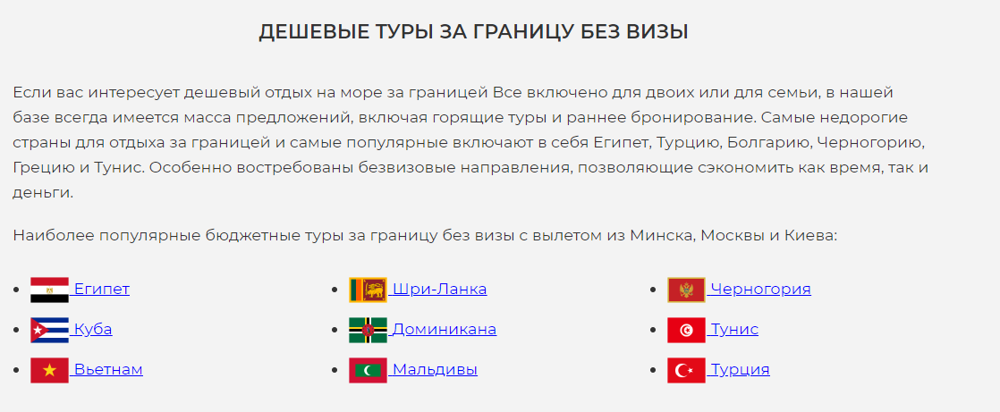 ДЕШЕВЫЕ ТУРЫ ЗА ГРАНИЦУ БЕЗ ВИЗЫ
Если вас интересует дешевый отдых на море за границей Все включено для двоих или для семьи, в нашей
базе всегда имеется масса предложений, включая горящие туры и раннее бронирование. Самые недорогие
страны для отдыха за границей и самые популярные включают в себя Египет, Турцию, Болгарию, Черногорию,
Грецию и Тунис. Особенно востребованы безвизовые направления, позволяющие сэкономить как время, так и
деньги.
Наиболее популярные бюджетные туры за границу без визы с вылетом из Минска, Москвы и Киева:
• Египет • Шри-Ланка • Черногория
• Куба • Доминикана • Тунис
• Вьетнам • Мальдивы • Турция